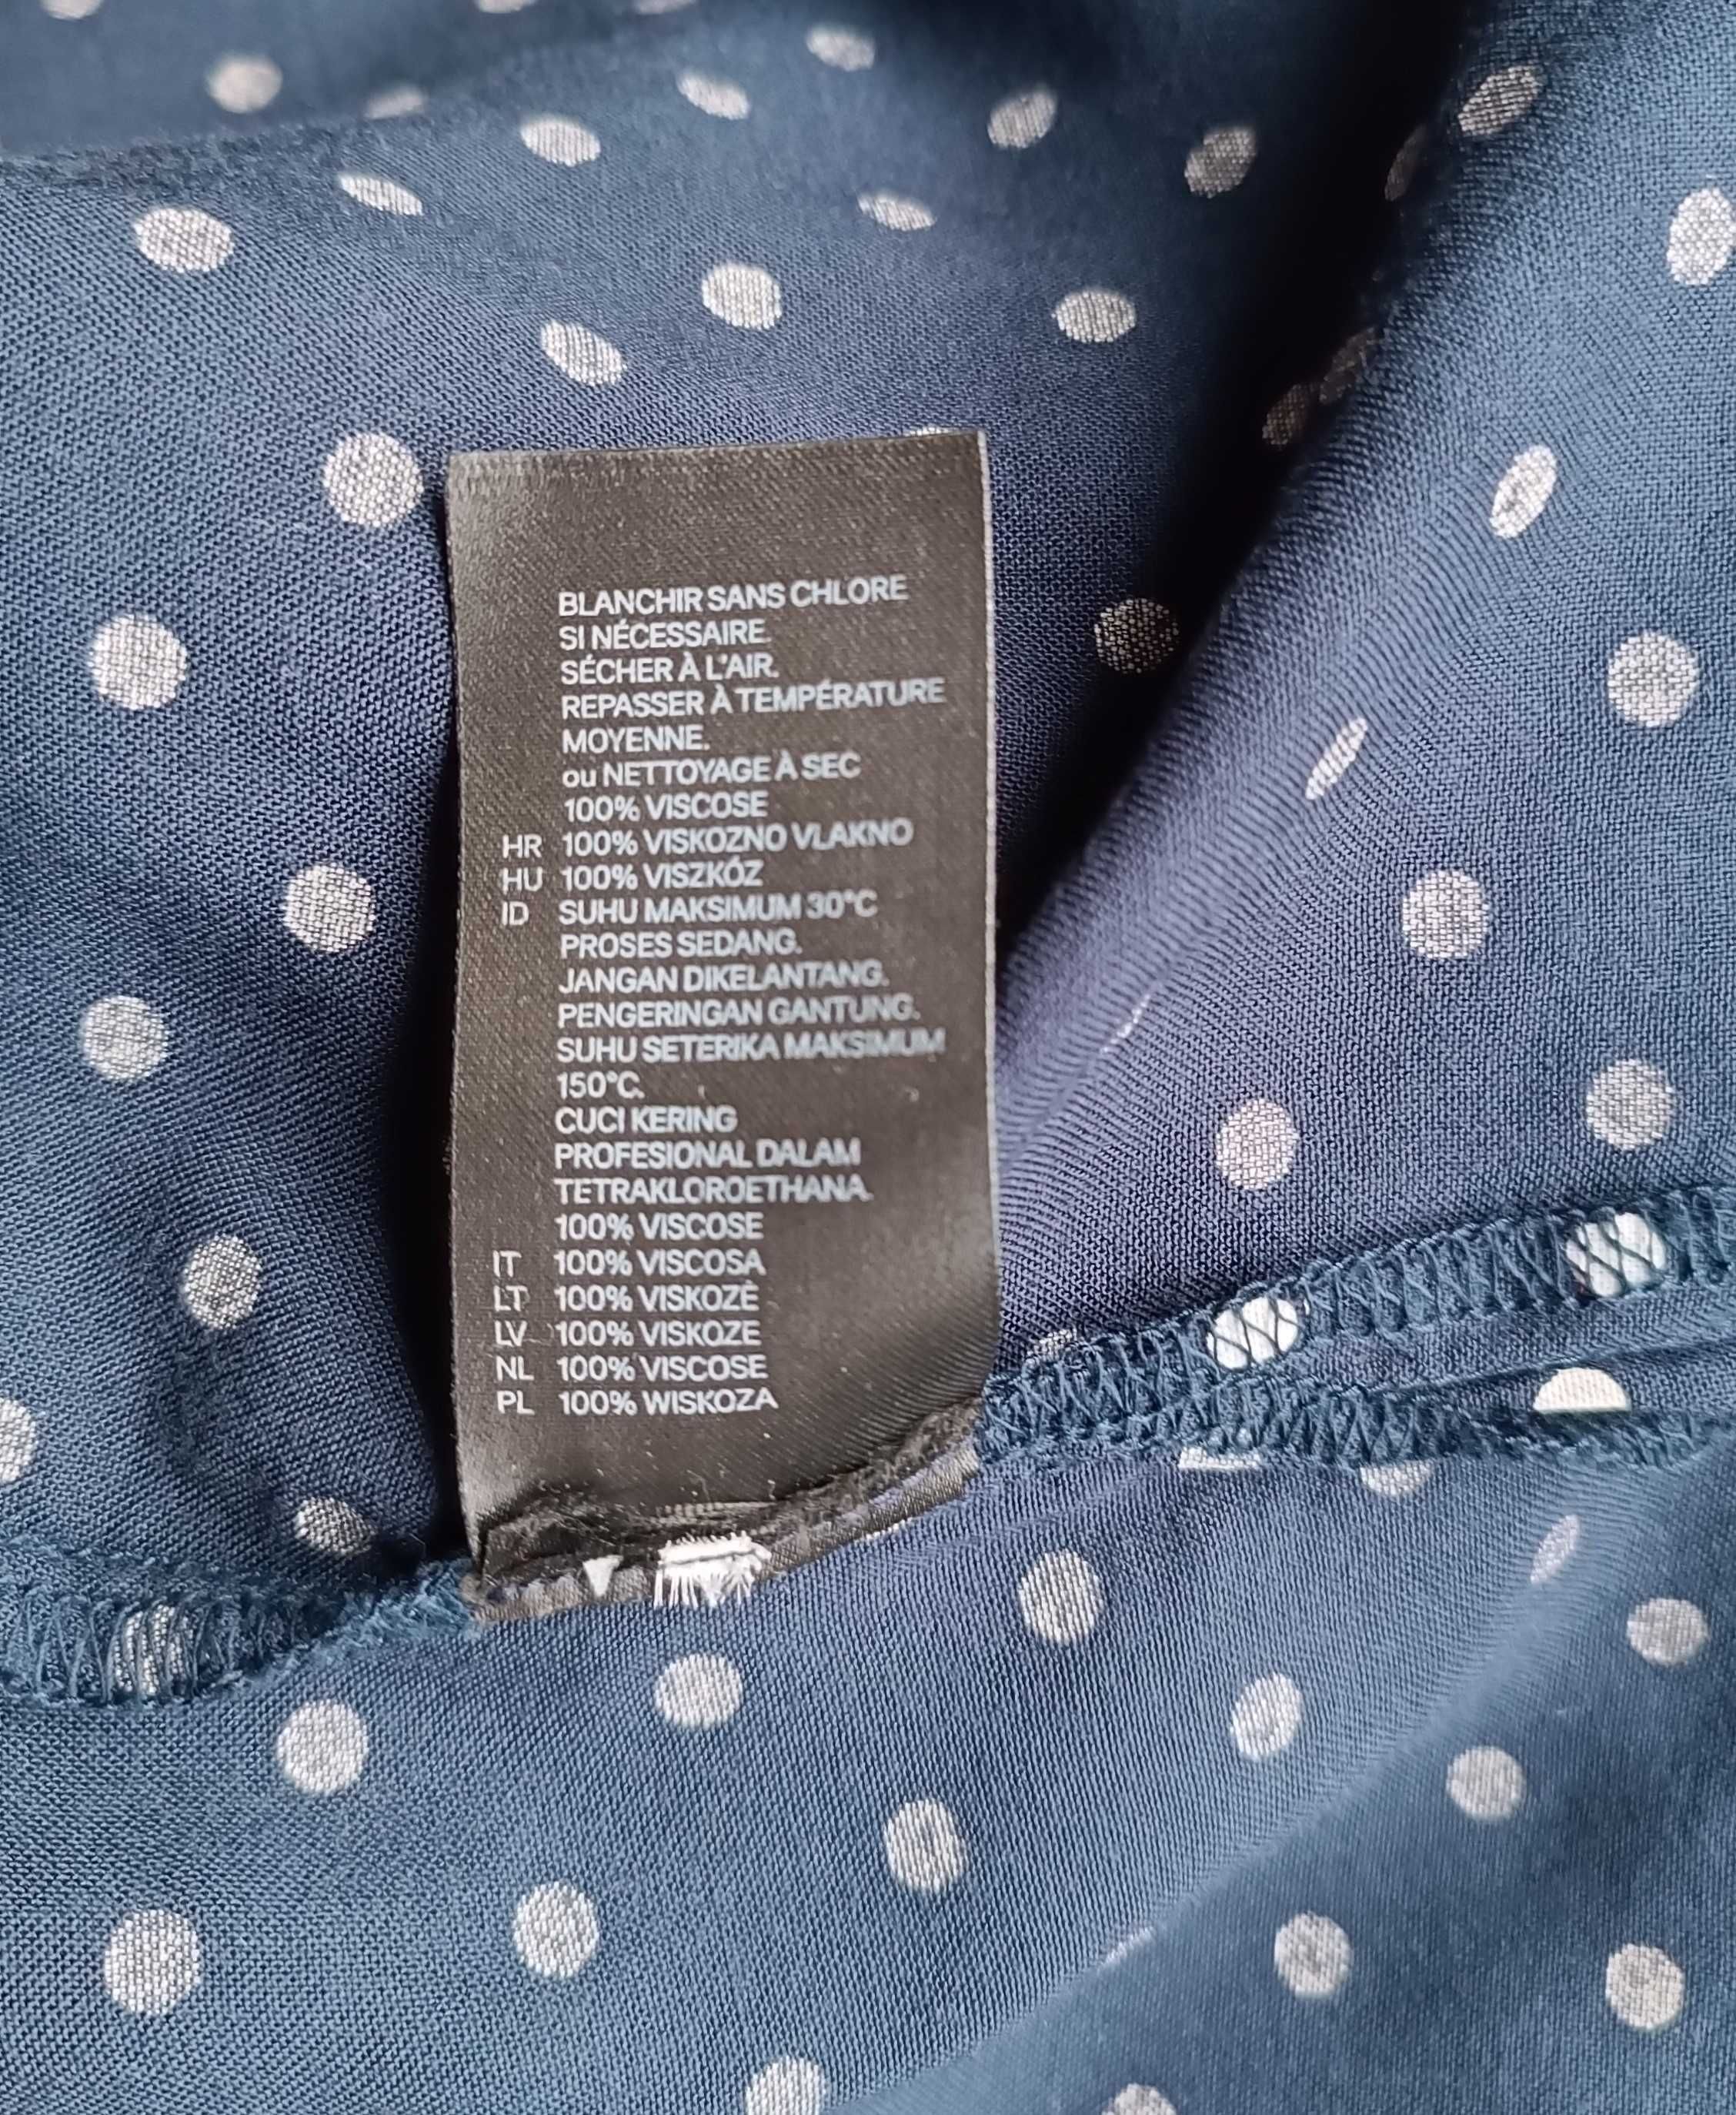 BLANCHIR SANS CHLORE
SI NÉCESSAIRE.
SÉCHER À L'AIR.
REPASSER À TEMPÉRATURE
MOYENNE.
ou NETTOYAGE À SEC
100% VISCOSE
HR 100% VISKOZNO VLAKNO
HU 100% VISZKÓZ
ID SUHU MAKSIMUM 30°C
PROSES SEDANG.
JANGAN DIKELANTANG.
PENGERINGAN GANTUNG.
SUHU SETERIKA MAKSIMUM
150°C.
CUCI KERING
PROFESIONAL DALAM
TETRAKLOROETHANA.
100% VISCOSE
IT 100% VISCOSA
LT 100% VISKOZĖ
LV 100% VISKOZE
NL 100% VISCOSE
PL 100% WISKOZA